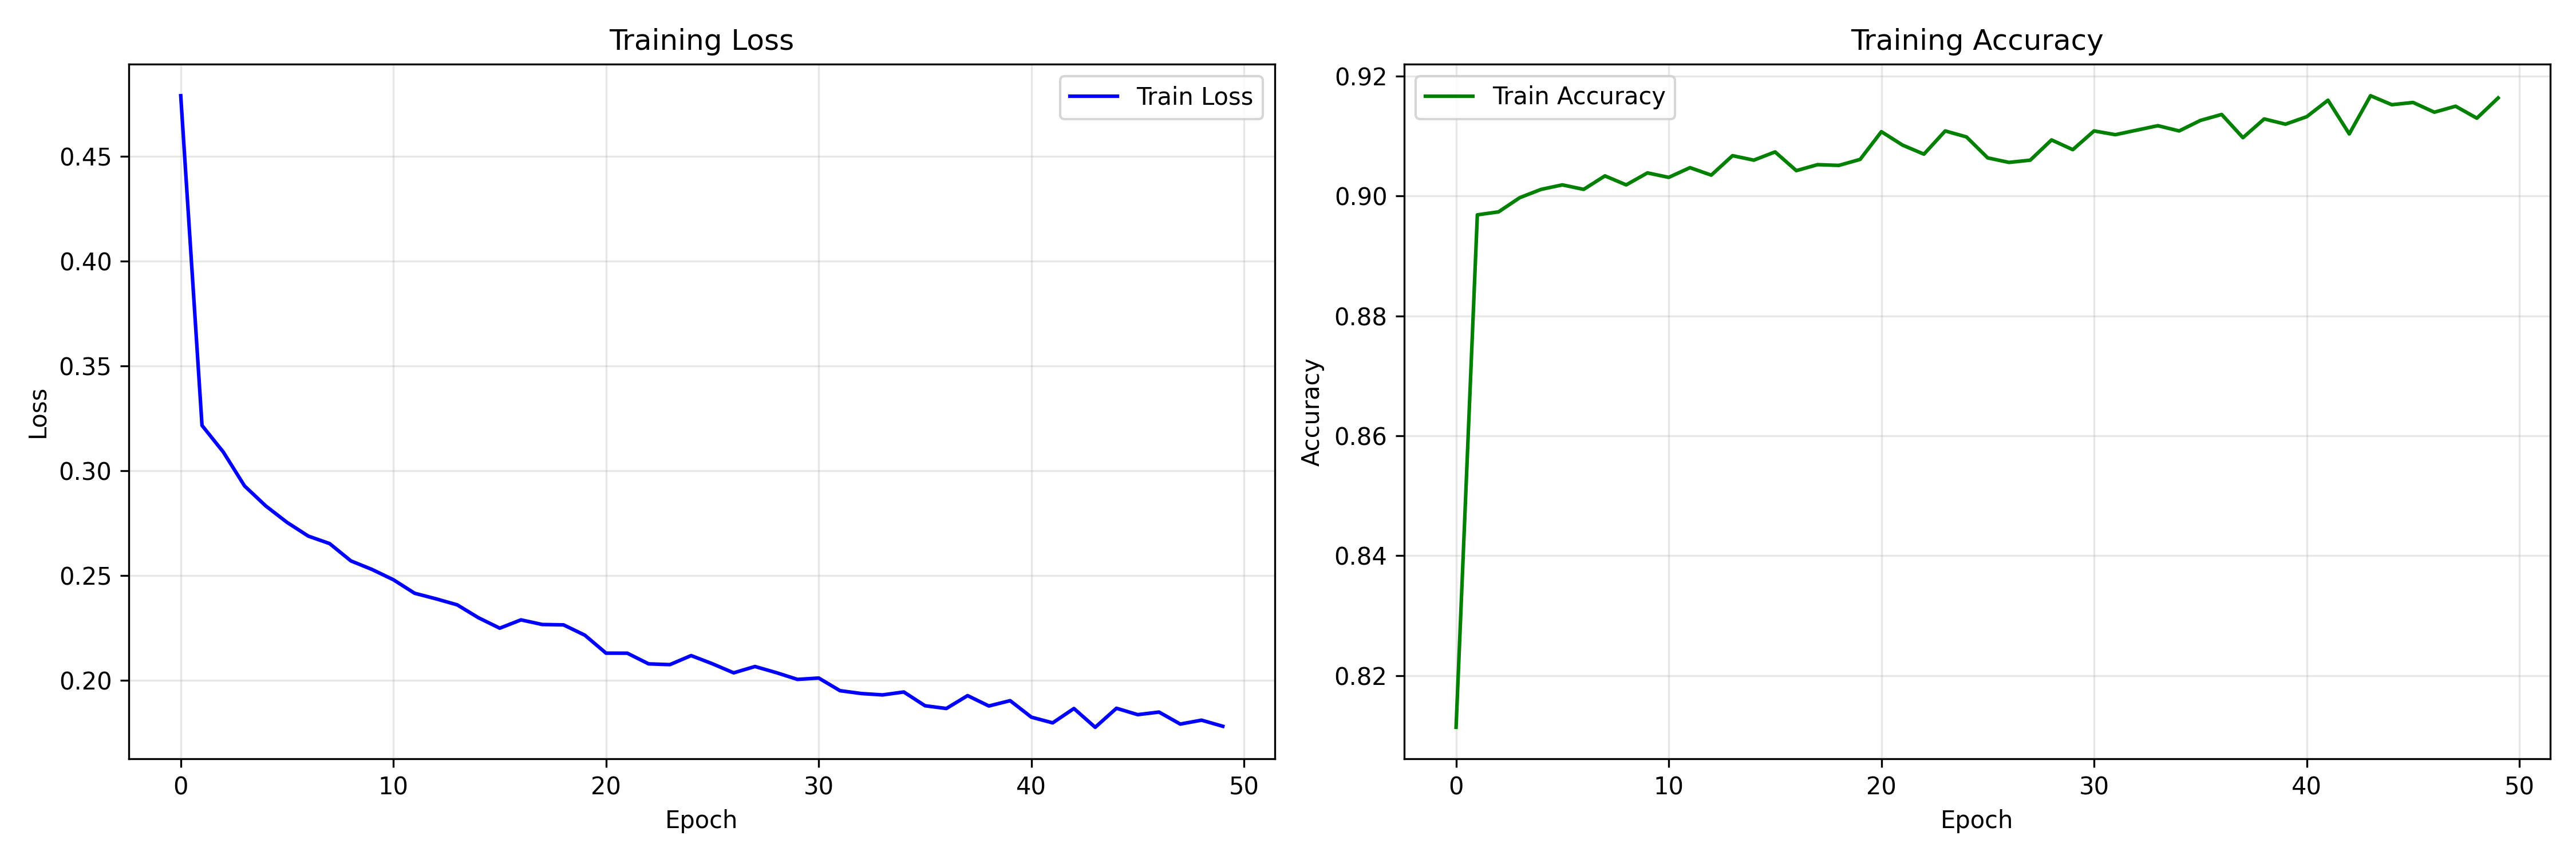 Training Loss
Train Loss
0.45
0.40
0.35
0.30
0.25
0.20
Loss
0 10 20 30 40 50
Epoch
Training Accuracy
Train Accuracy
0.92
0.90
0.88
0.86
0.84
0.82
Accuracy
0 10 20 30 40 50
Epoch